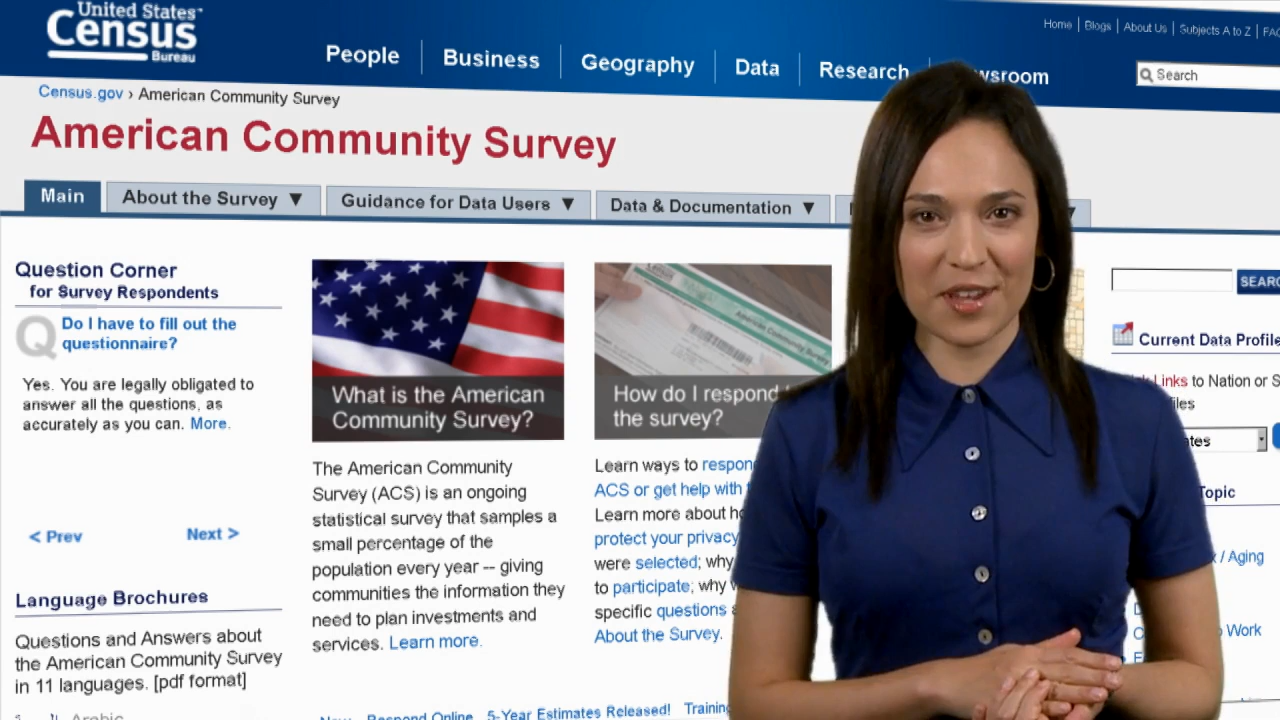 United States™
Census
Bureau
Home | Blogs | About Us | Subjects A to Z | FAQ
People
Business
Geography
Data
Research
Search
Census.gov › American Community Survey
American Community Survey
Main
About the Survey ▼
Guidance for Data Users ▼
Data & Documentation ▼
Question Corner
for Survey Respondents
Q
Do I have to fill out the
questionnaire?
Yes. You are legally obligated to
answer all the questions, as
accurately as you can. More.
< Prev
Next >
Language Brochures
Questions and Answers about
the American Community Survey
in 11 languages. [pdf format]
Arabic
What is the American
Community Survey?
The American Community
Survey (ACS) is an ongoing
statistical survey that samples a
small percentage of the
population every year -- giving
communities the information they
need to plan investments and
services. Learn more.
American Community Survey
How do I respond
the survey?
Learn ways to
ACS or get help with
Learn more about
protect your privacy
were selected; why
to participate; why
specific questions
About the Survey.
New
Respond Online
5-Year Estimates Released!
Training
Current Data Profile
Links to Nation or S
Topic
/ Aging
Work